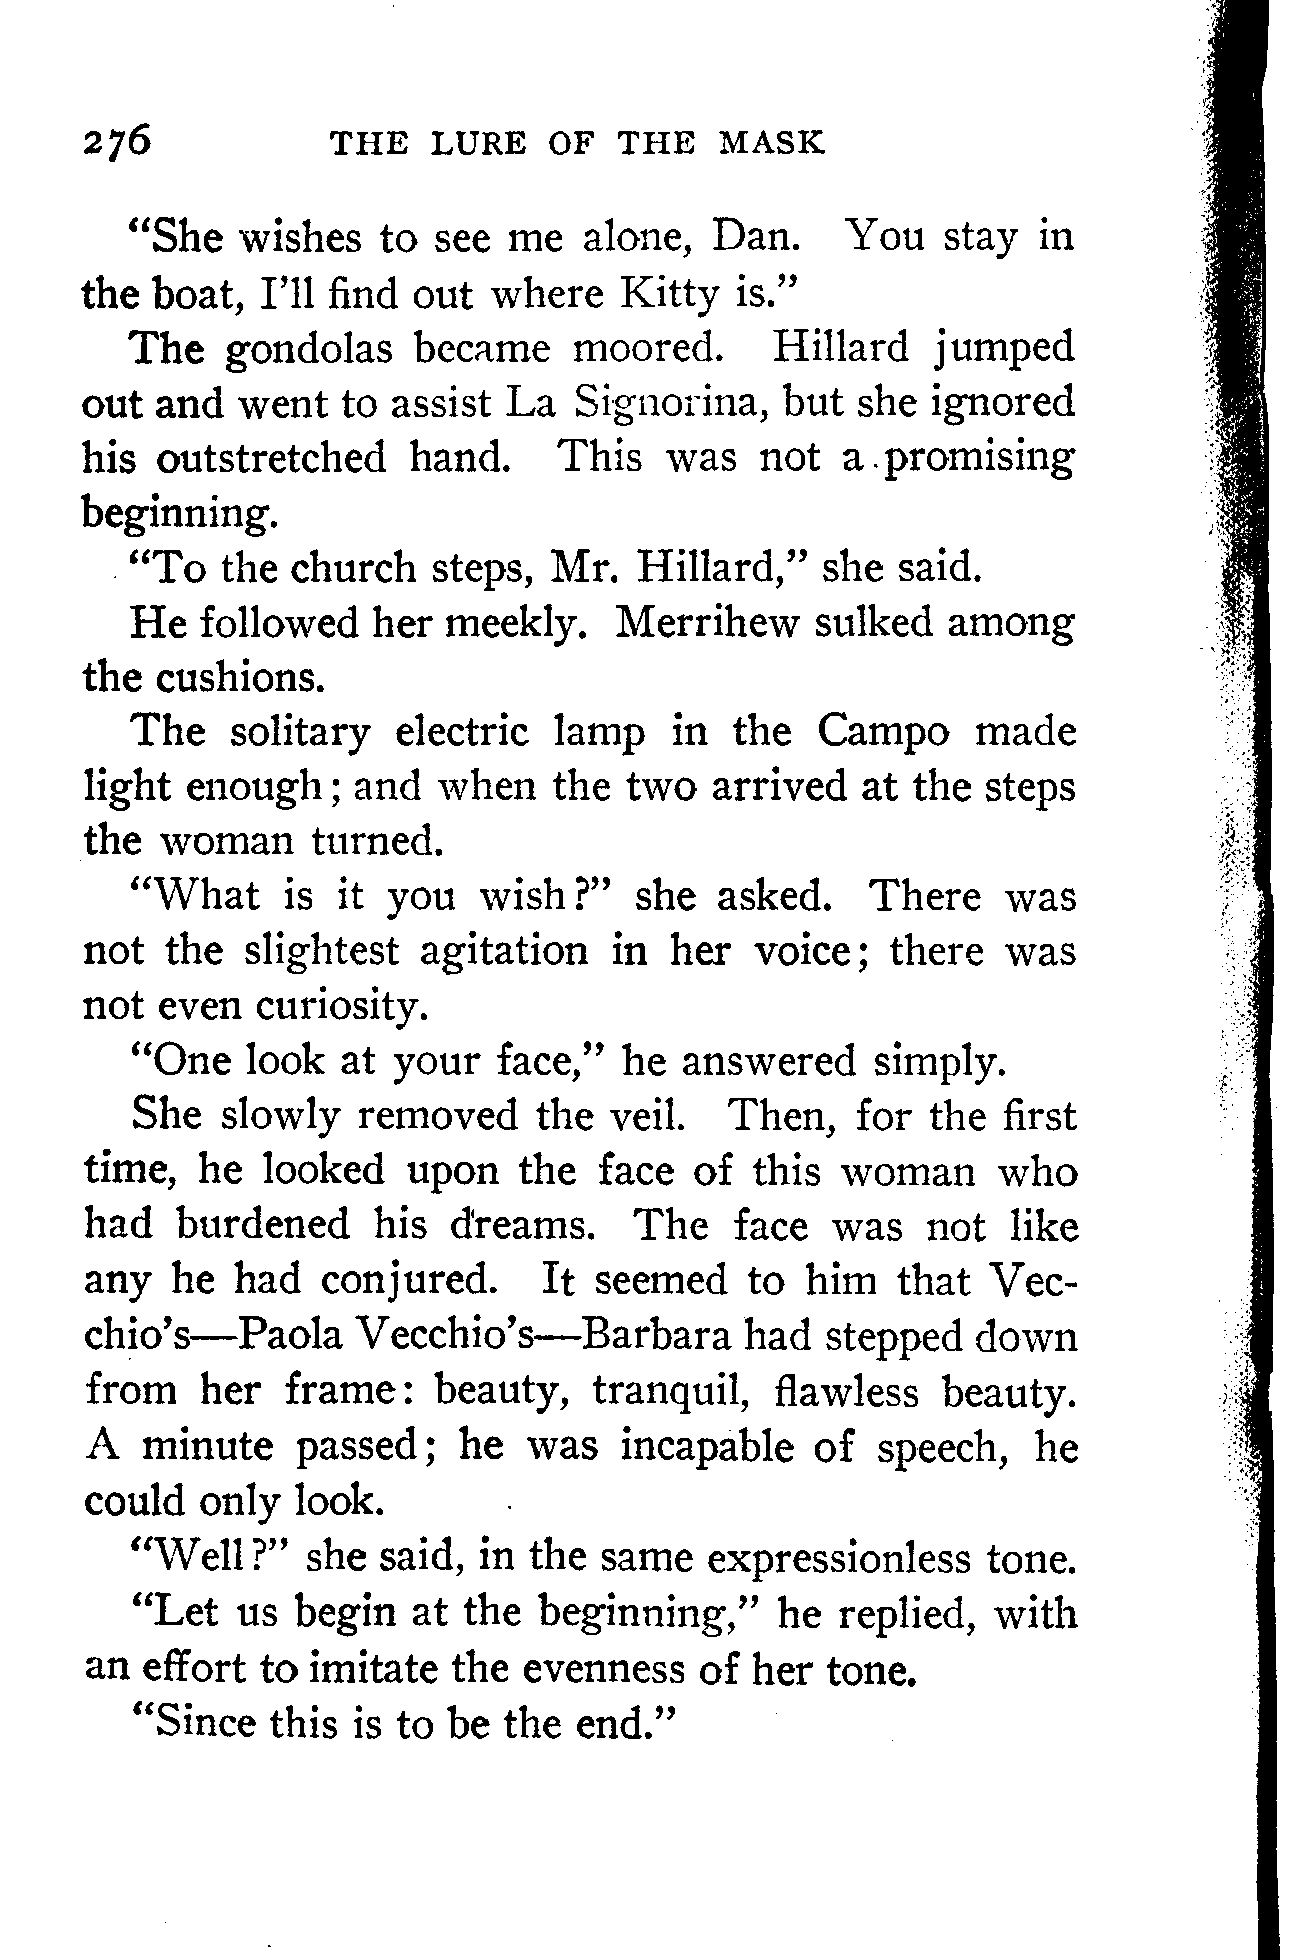 276 THE LURE OF THE MASK
“She wishes to see me alone, Dan. You stay in
the boat, I’ll find out where Kitty is.”
The gondolas became moored. Hillard jumped
out and went to assist La Signorina, but she ignored
his outstretched hand. This was not a promising
beginning.
“To the church steps, Mr. Hillard,” she said.
He followed her meekly. Merrihew sulked among
the cushions.
The solitary electric lamp in the Campo made
light enough; and when the two arrived at the steps
the woman turned.
“What is it you wish?” she asked. There was
not the slightest agitation in her voice; there was
not even curiosity.
“One look at your face,” he answered simply.
She slowly removed the veil. Then, for the first
time, he looked upon the face of this woman who
had burdened his dreams. The face was not like
any he had conjured. It seemed to him that Vec-
chio’s—Paola Vecchio’s—Barbara had stepped down
from her frame: beauty, tranquil, flawless beauty.
A minute passed; he was incapable of speech, he
could only look.
“Well?” she said, in the same expressionless tone.
“Let us begin at the beginning,” he replied, with
an effort to imitate the evenness of her tone.
“Since this is to be the end.”